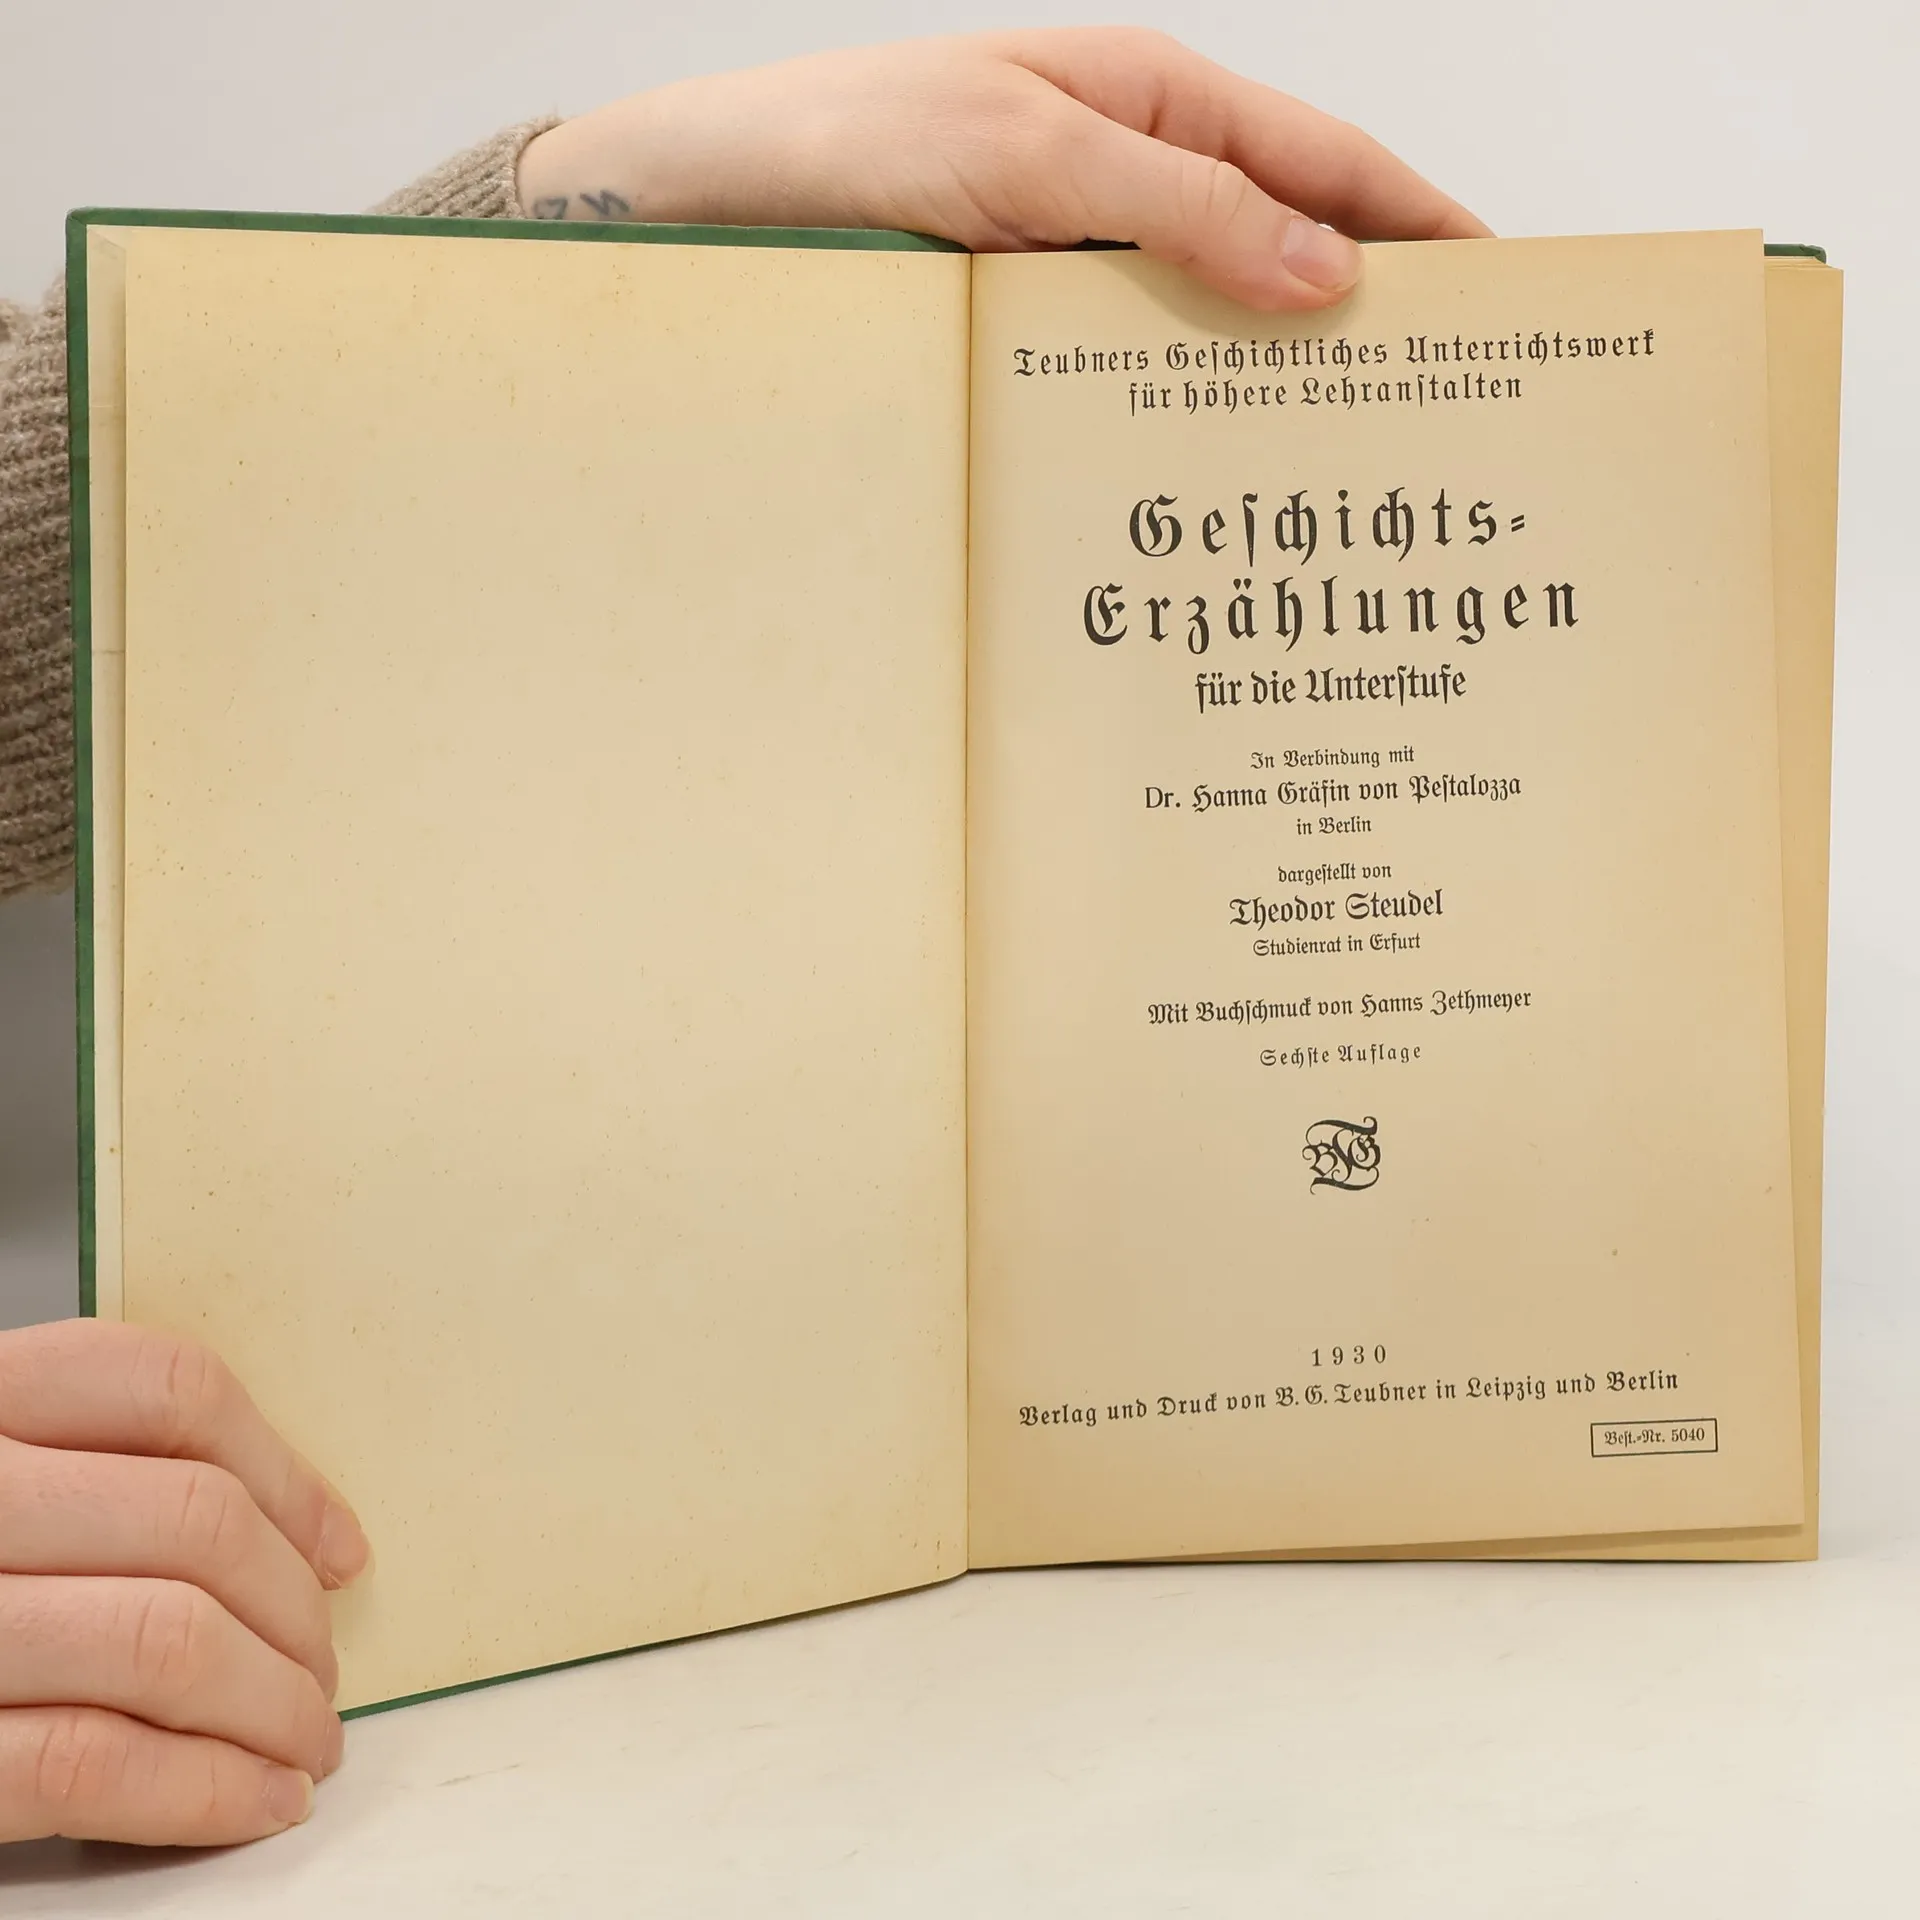 Teubners Geschichtliches Unterrichtswerk
für höhere Lehranstalten
Geschichts-
Erzählungen
für die Unterstufe
In Verbindung mit
Dr. Hanna Gräfin von Pestalozza
in Berlin
dargestellt von
Theodor Steudel
Studienrat in Erfurt
Mit Buchschmuck von Hanns Zethmeyer
Sechste Auflage
BTG
1930
Verlag und Druck von B. G. Teubner in Leipzig und Berlin
Best.-Nr. 5040